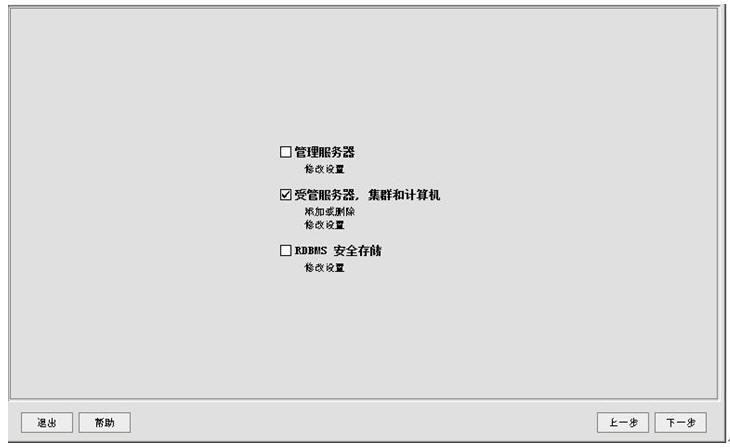 管理服务器
修改设置
受管服务器, 集群和计算机
添加或删除
修改设置
RDBMS 安全存储
修改设置
退出
帮助
上一步
下一步